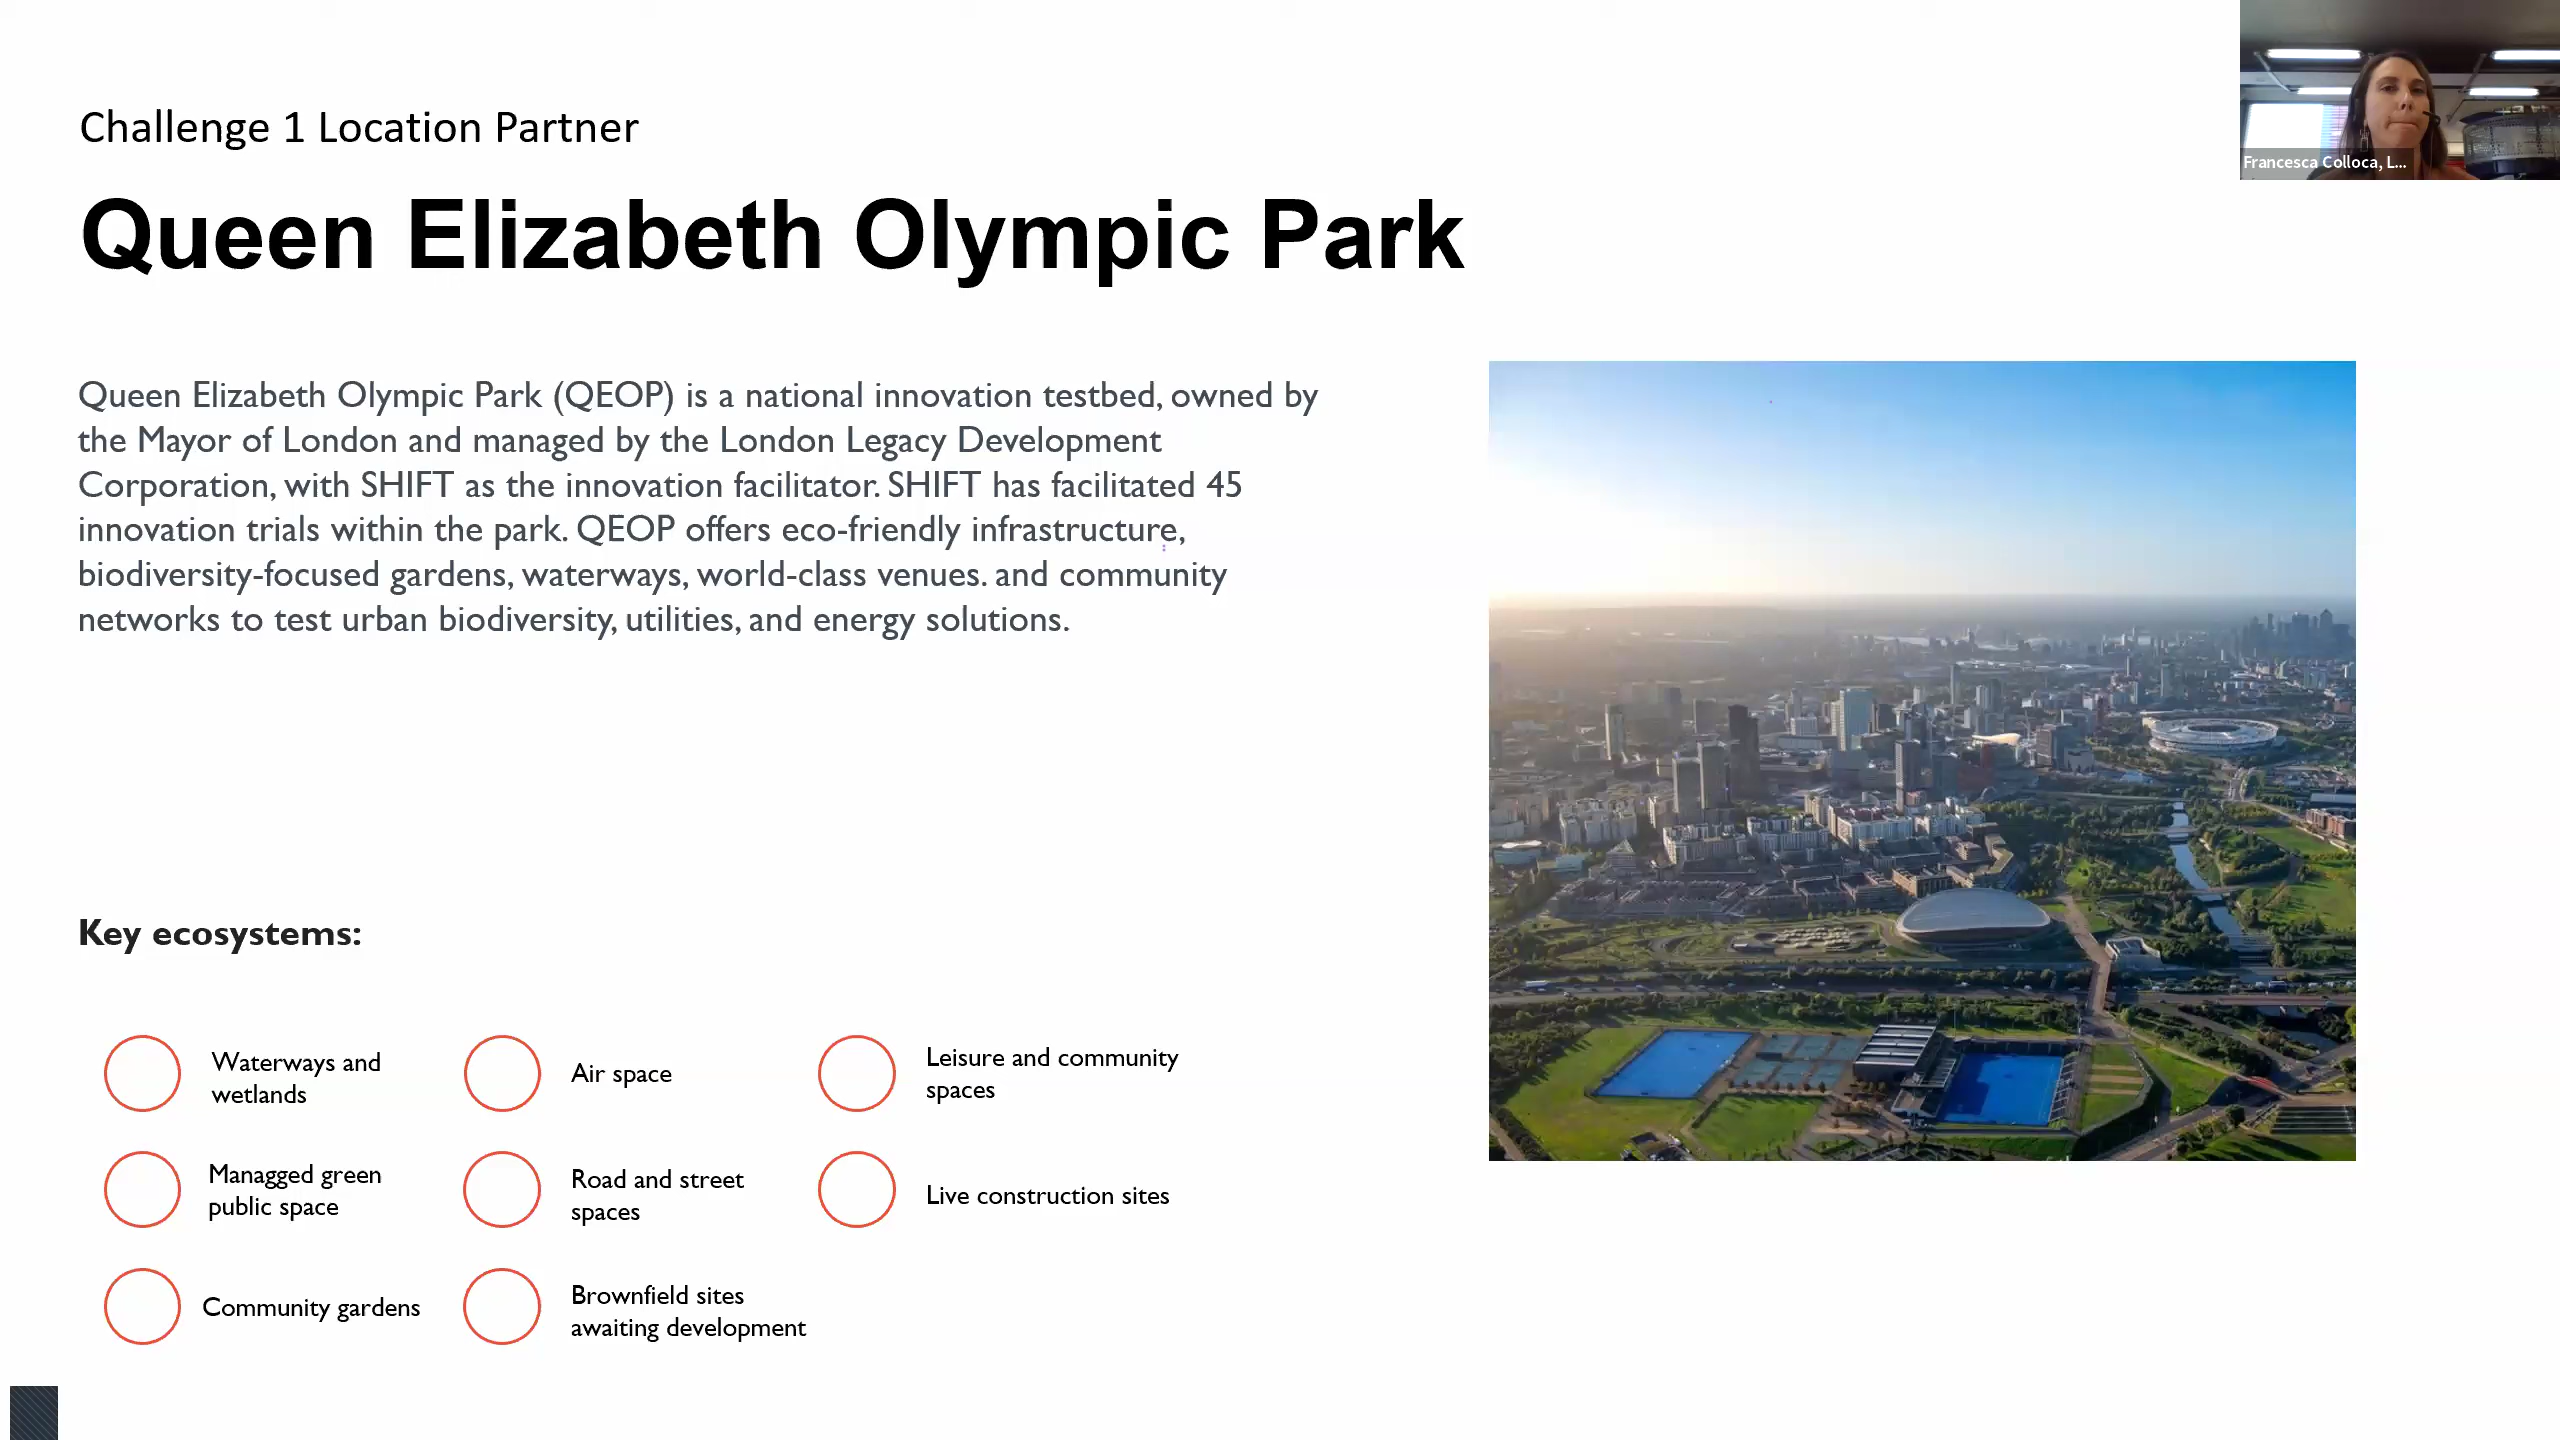 Francesca Colloca, L...
Challenge 1 Location Partner
Queen Elizabeth Olympic Park
Queen Elizabeth Olympic Park (QEOP) is a national innovation testbed, owned by
the Mayor of London and managed by the London Legacy Development
Corporation, with SHIFT as the innovation facilitator. SHIFT has facilitated 45
innovation trials within the park. QEOP offers eco-friendly infrastructure,
biodiversity-focused gardens, waterways, world-class venues. and community
networks to test urban biodiversity, utilities, and energy solutions.
Key ecosystems:
Waterways and
wetlands
Air space
Leisure and community
spaces
Managged green
public space
Road and street
spaces
Live construction sites
Community gardens
Brownfield sites
awaiting development